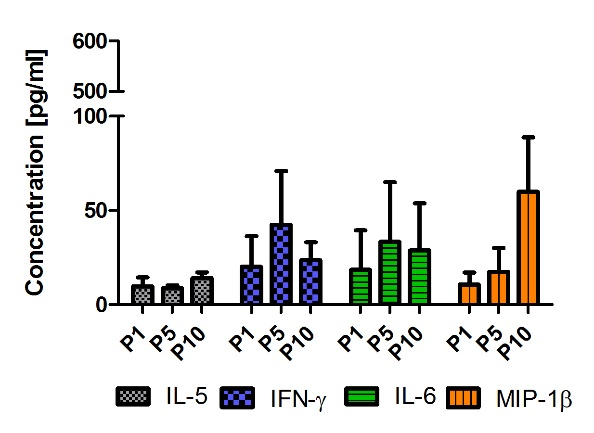 Concentration [pg/ml]
600
500
100
50
0
P1 P5 P10 P1 P5 P10 P1 P5 P10 P1 P5 P10
IL-5 IFN-γ IL-6 MIP-1β